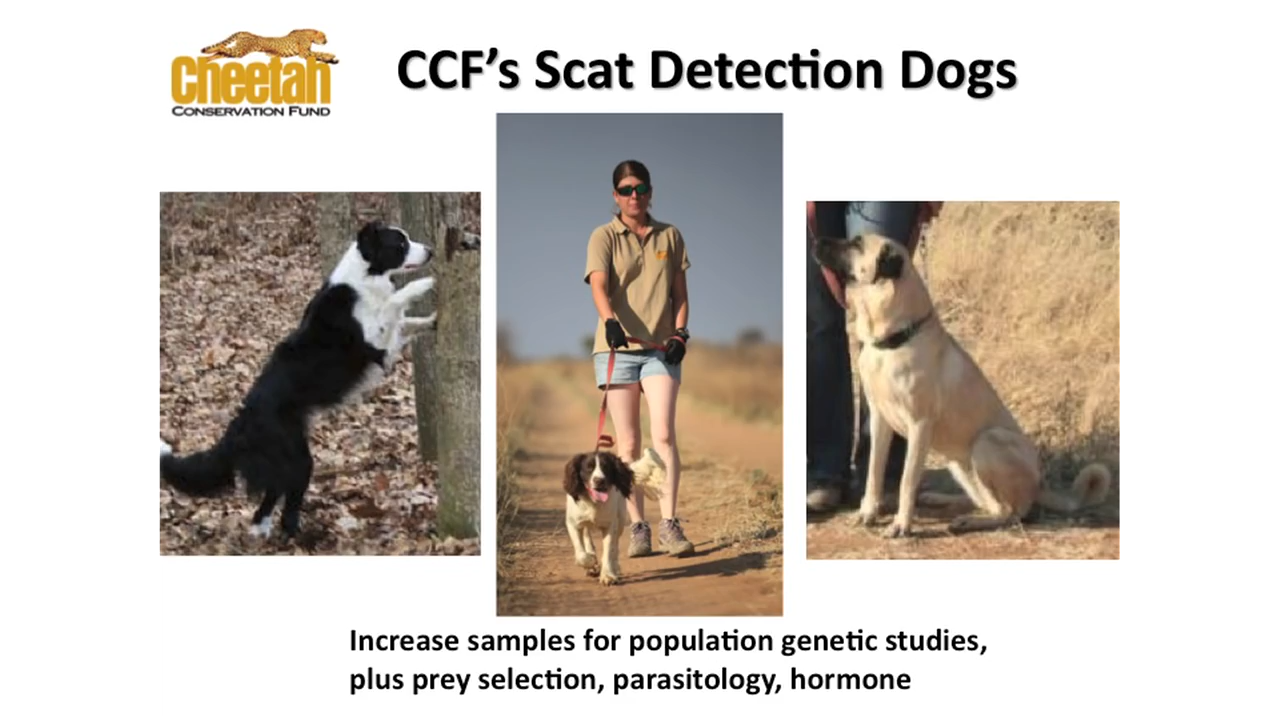 Cheetah
CONSERVATION FUND
CCF's Scat Detection Dogs
Increase samples for population genetic studies,
plus prey selection, parasitology, hormone